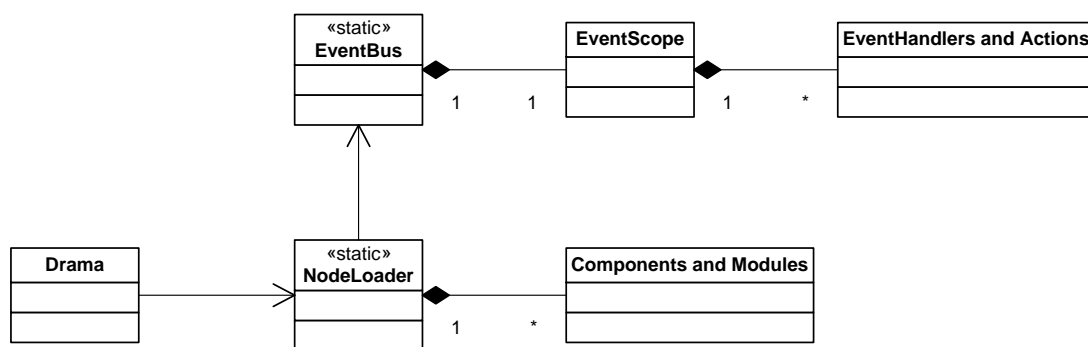 «static»
EventBus
EventScope
EventHandlers and Actions
1
1
1
*
Drama
«static»
NodeLoader
Components and Modules
1
*